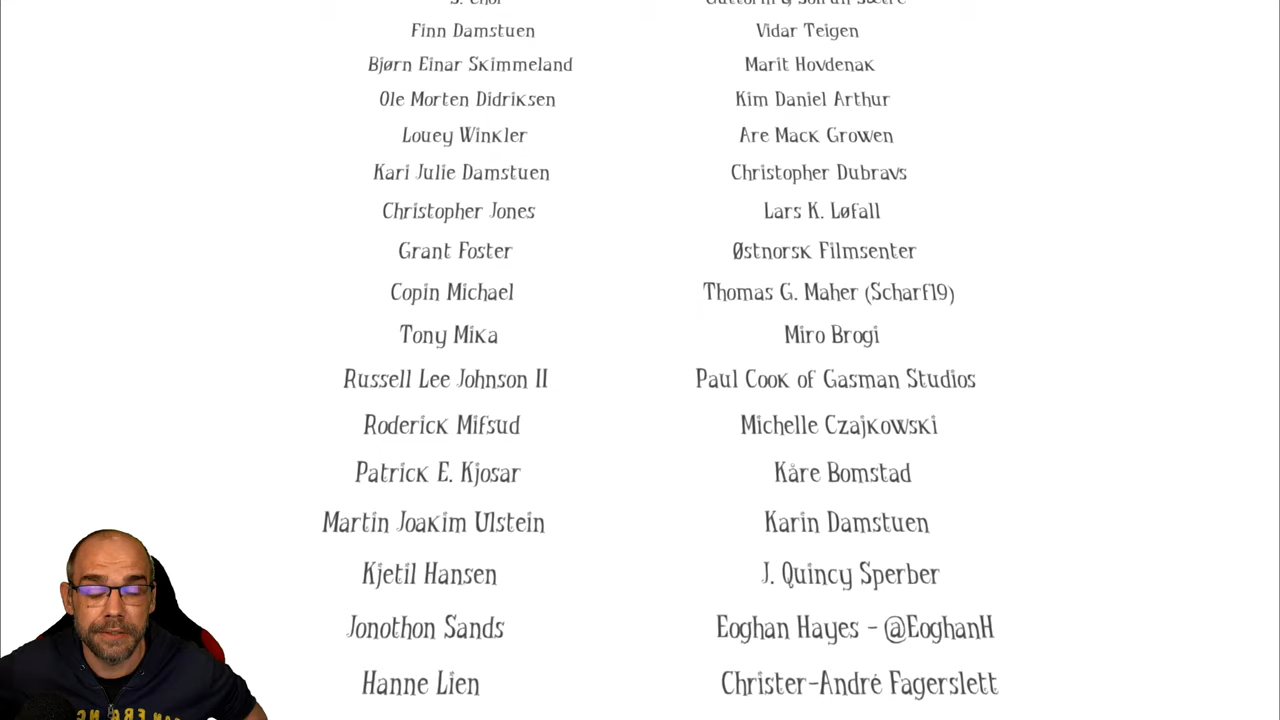 Finn Damstuen
Vidar Teigen
Bjørn Einar Skimmeland
Marit Hovdenak
Ole Morten Didriksen
Kim Daniel Arthur
Louey Winkler
Are Mack Growen
Kari Julie Damstuen
Christopher Dubravs
Christopher Jones
Lars K. Løfall
Grant Foster
Østnorsk Filmsenter
Copin Michael
Thomas G. Maher (Scharf19)
Tony Mika
Miro Brogi
Russell Lee Johnson II
Paul Cook of Gasman Studios
Roderick Mifsud
Michelle Czajkowski
Patrick E. Kjosar
Kåre Bomstad
Martin Joakim Ulstein
Karin Damstuen
Kjetil Hansen
J. Quincy Sperber
Jonothon Sands
Eoghan Hayes - @EoghanH
Hanne Lien
Christer-André Fagerslett